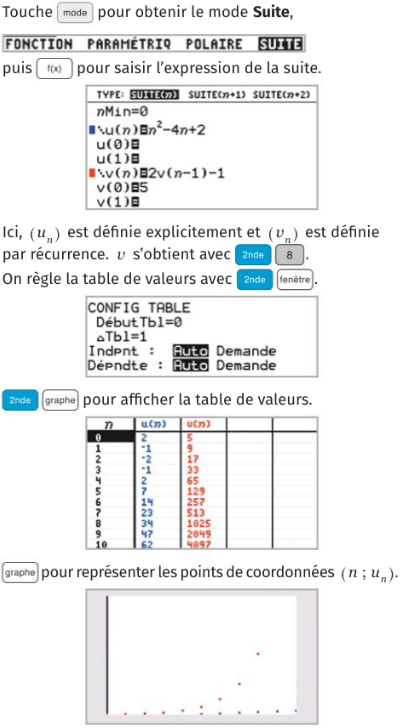 Touche mode pour obtenir le mode Suite,
FONCTION PARAMÉTRIQ POLAIRE SUITE
puis f(x) pour saisir l'expression de la suite.
TYPE: SUITE(n) SUITE(n+1) SUITE(n+2)
nMin=0
u(n)=n²-4n+2
u(0)=
u(1)=
v(n)=2v(n-1)-1
v(0)=5
v(1)=
Ici, (uₙ) est définie explicitement et (vₙ) est définie
par récurrence. v s'obtient avec 2nde 8 .
On règle la table de valeurs avec 2nde fenêtre .
CONFIG TABLE
DébutTbl=0
△Tbl=1
Indpnt : Auto Demande
Dépndte : Auto Demande
2nde graphe pour afficher la table de valeurs.
n u(n) v(n)
0 2 5
1 -1 9
2 -2 17
3 -1 33
4 2 65
5 7 129
6 14 257
7 23 513
8 34 1025
9 47 2049
10 62 4097
graphe pour représenter les points de coordonnées (n ; uₙ).